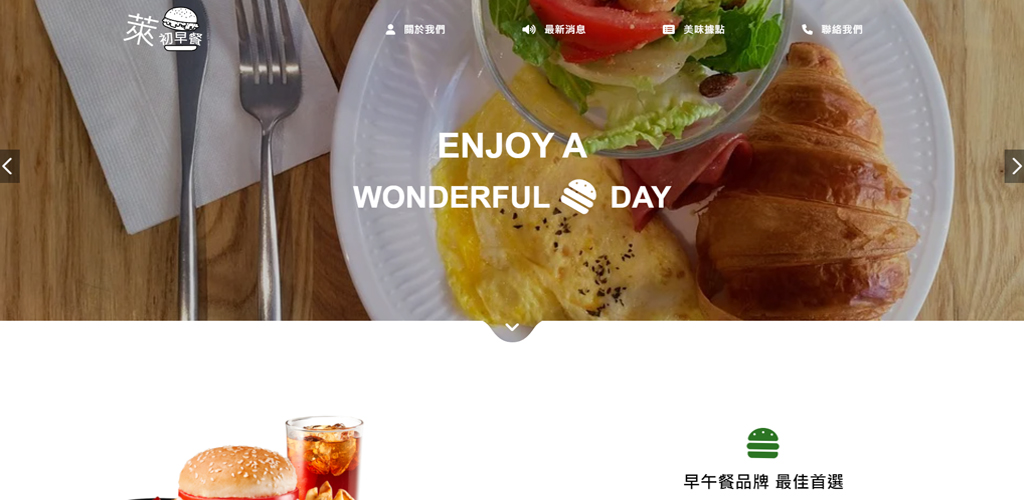 萊初早餐
關於我們
最新消息
美味據點
聯絡我們
ENJOY A
WONDERFUL DAY
早午餐品牌 最佳首選